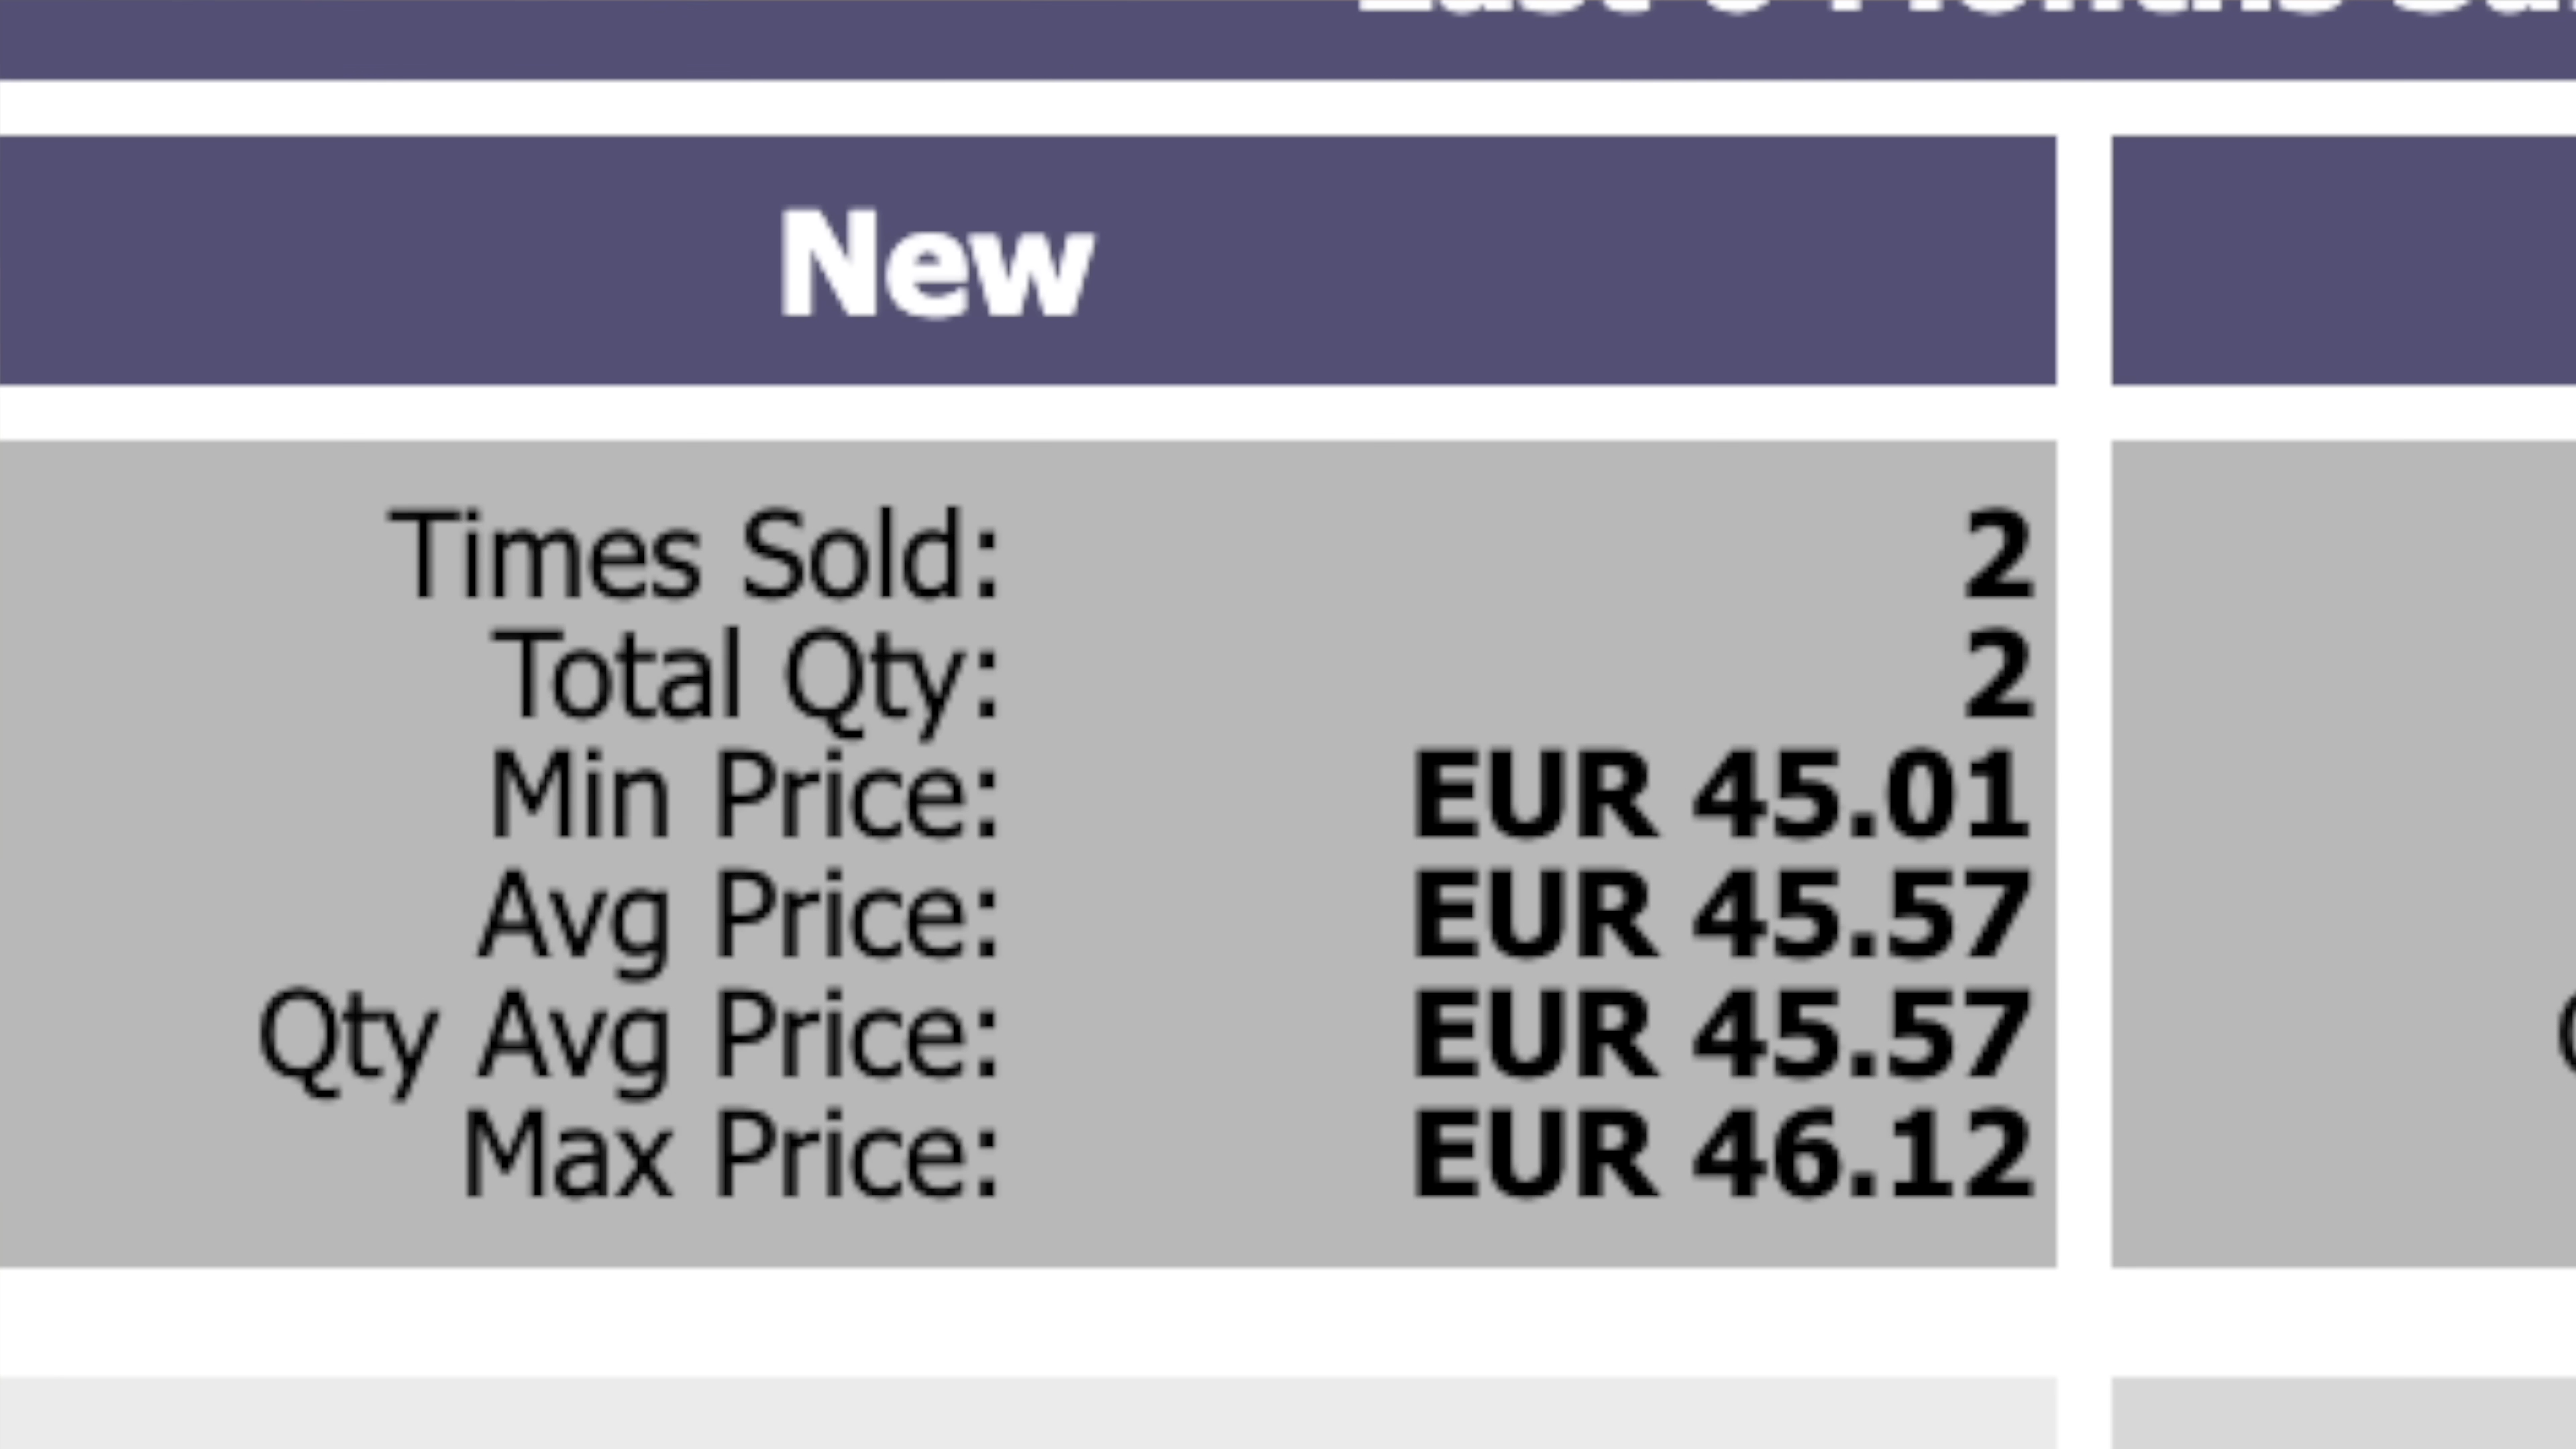 New
Times Sold: 2
Total Qty: 2
Min Price: EUR 45.01
Avg Price: EUR 45.57
Qty Avg Price: EUR 45.57
Max Price: EUR 46.12